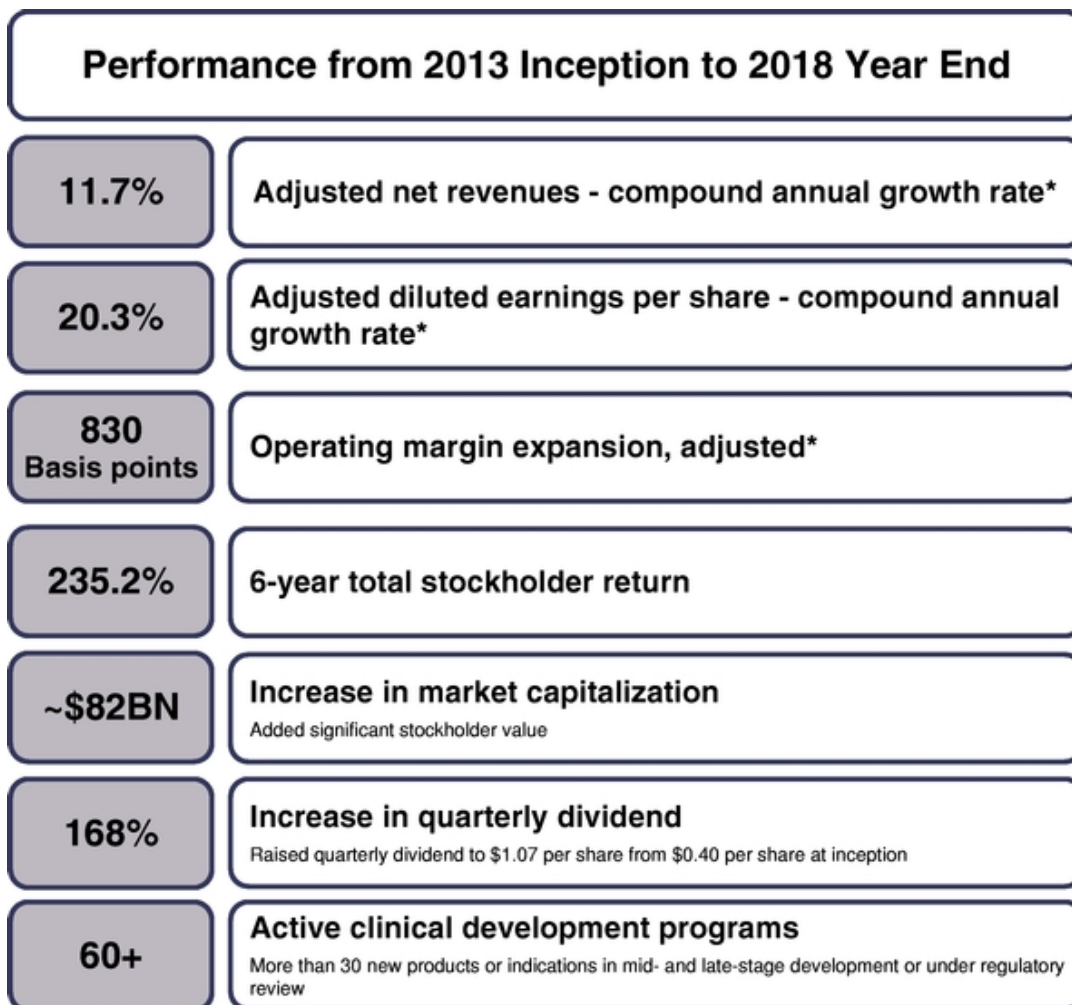 Performance from 2013 Inception to 2018 Year End
11.7%
Adjusted net revenues - compound annual growth rate*
20.3%
Adjusted diluted earnings per share - compound annual
growth rate*
830
Basis points
Operating margin expansion, adjusted*
235.2%
6-year total stockholder return
~$82BN
Increase in market capitalization
Added significant stockholder value
168%
Increase in quarterly dividend
Raised quarterly dividend to $1.07 per share from $0.40 per share at inception
60+
Active clinical development programs
More than 30 new products or indications in mid- and late-stage development or under regulatory
review